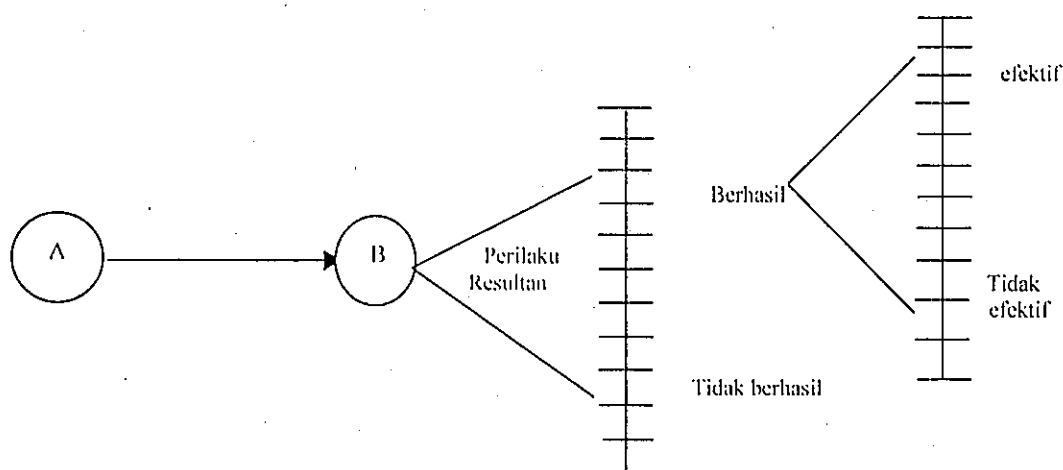 A
B
Perilaku
Resultan
Berhasil
Tidak berhasil
efektif
Tidak
efektif